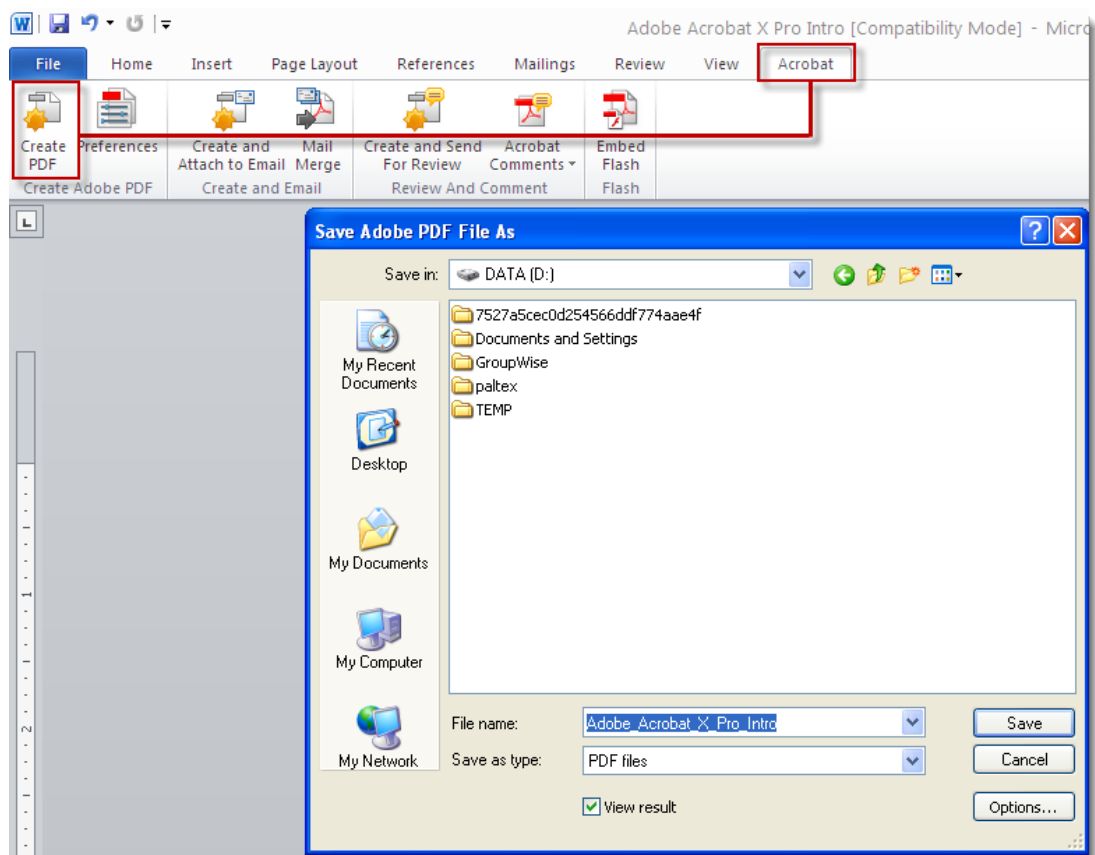 Adobe Acrobat X Pro Intro [Compatibility Mode] - Micro
File Home Insert Page Layout References Mailings Review View Acrobat
Create PDF
Preferences
Create and Attach to Email
Mail Merge
Create and Send For Review
Acrobat Comments
Embed Flash
Create Adobe PDF
Create and Email
Review And Comment
Flash
Save Adobe PDF File As
Save in: DATA (D:)
7527a5cec0d254566ddf774aae4f
Documents and Settings
GroupWise
paltex
TEMP
My Recent
Documents
Desktop
My Documents
My Computer
My Network
File name: Adobe_Acrobat_X_Pro_Intro
Save
Save as type: PDF files
Cancel
View result
Options...
1
2